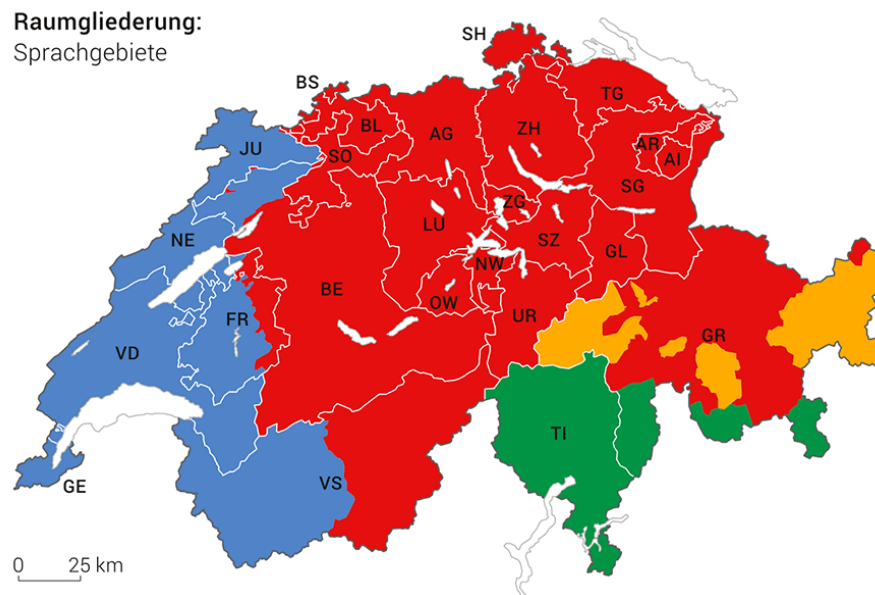 Raumgliederung:
Sprachgebiete
SH
BS
TG
BL
AG
ZH
JU
SO
AR
AI
SG
ZG
LU
SZ
NE
GL
NW
BE
OW
UR
FR
GR
VD
TI
VS
GE
0 25 km